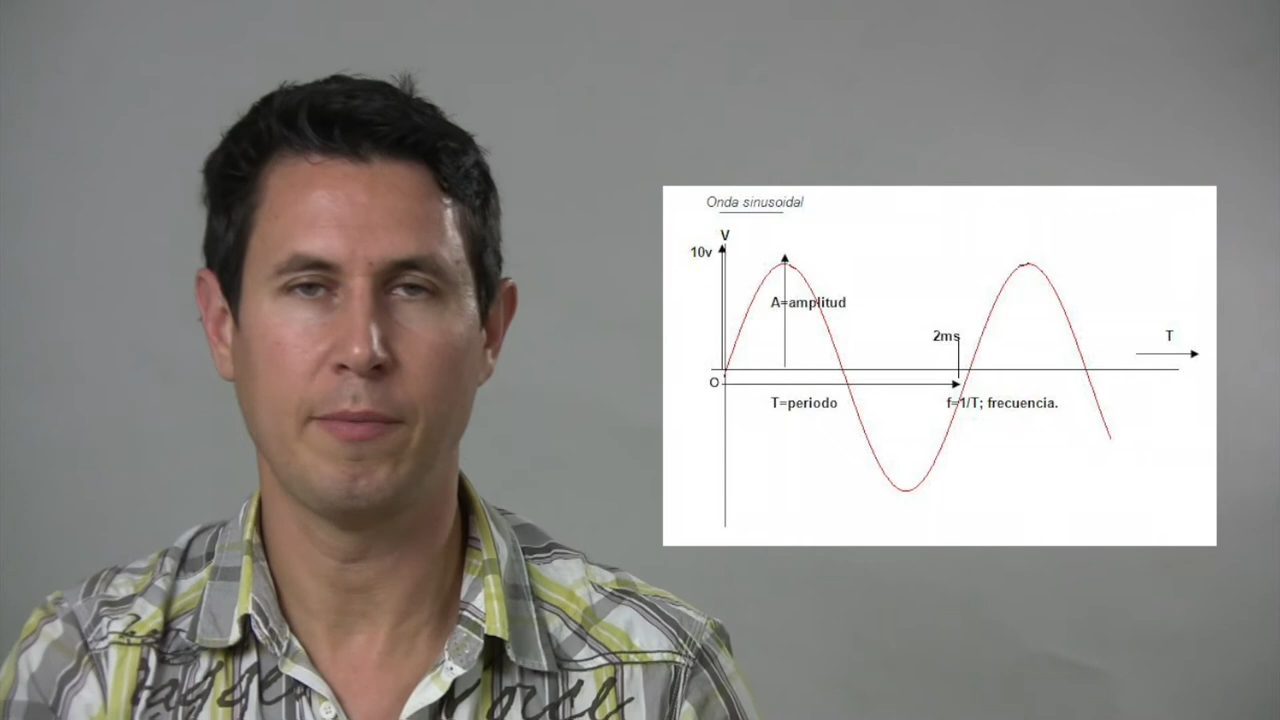 Onda sinusoidal
V
10v
A=amplitud
2ms
T
O
T=periodo
f=1/T; frecuencia.